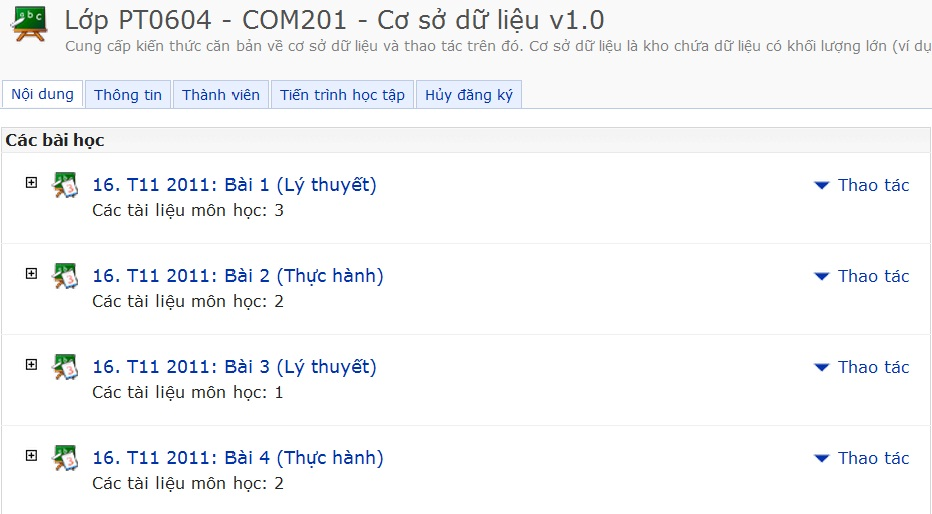 Lớp PT0604 - COM201 - Cơ sở dữ liệu v1.0
Cung cấp kiến thức căn bản về cơ sở dữ liệu và thao tác trên đó. Cơ sở dữ liệu là kho chứa dữ liệu có khối lượng lớn (ví dụ
Nội dung Thông tin Thành viên Tiến trình học tập Hủy đăng ký
Các bài học
16. T11 2011: Bài 1 (Lý thuyết) Thao tác
Các tài liệu môn học: 3
16. T11 2011: Bài 2 (Thực hành) Thao tác
Các tài liệu môn học: 2
16. T11 2011: Bài 3 (Lý thuyết) Thao tác
Các tài liệu môn học: 1
16. T11 2011: Bài 4 (Thực hành) Thao tác
Các tài liệu môn học: 2